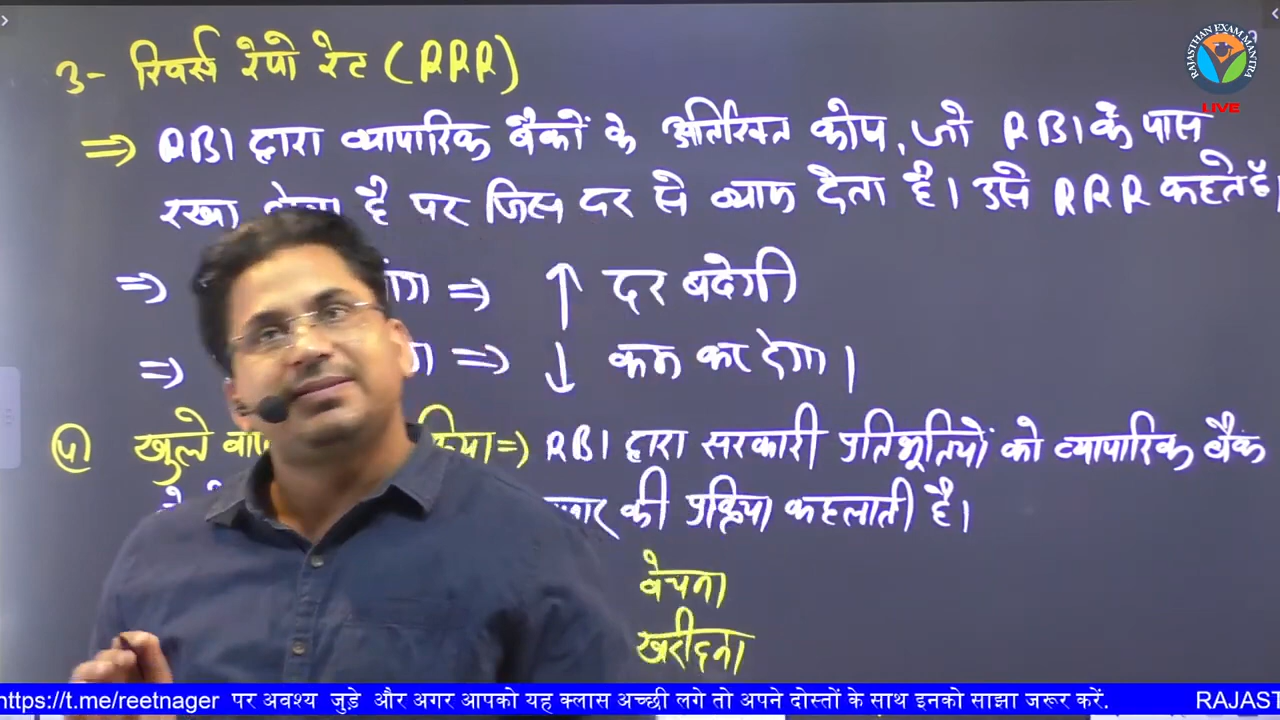 3- रिवर्स रेपो रेट (RRR)
⇒ RBI द्वारा व्यापारिक बैंकों के अतिरिक्त कोष, जो RBI के पास
रखा होता है पर जिस दर से ब्याज देता है। उसे RRR कहते हैं।
⇒ ⇒ ↑ दर बढेगी
⇒ ⇒ ↓ कम कर देगा।
खुले ⇒ RBI द्वारा सरकारी प्रतिभूतियों को व्यापारिक बैंक
की प्रक्रिया कहलाती है।
बेचना
खरीदना
RAJASTHAN EXAM MANTRA
LIVE
https://t.me/reetnager पर अवश्य जुड़े और अगर आपको यह क्लास अच्छी लगे तो अपने दोस्तों के साथ इनको साझा जरूर करें. RAJAST